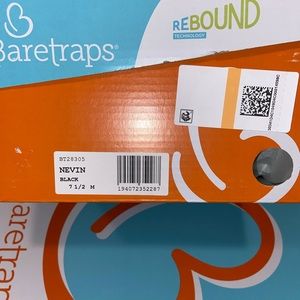 REBOUND
TECHNOLOGY
Baretraps®
BT28305
NEVIN
BLACK
7 1/2 M
194072352287
Baretraps